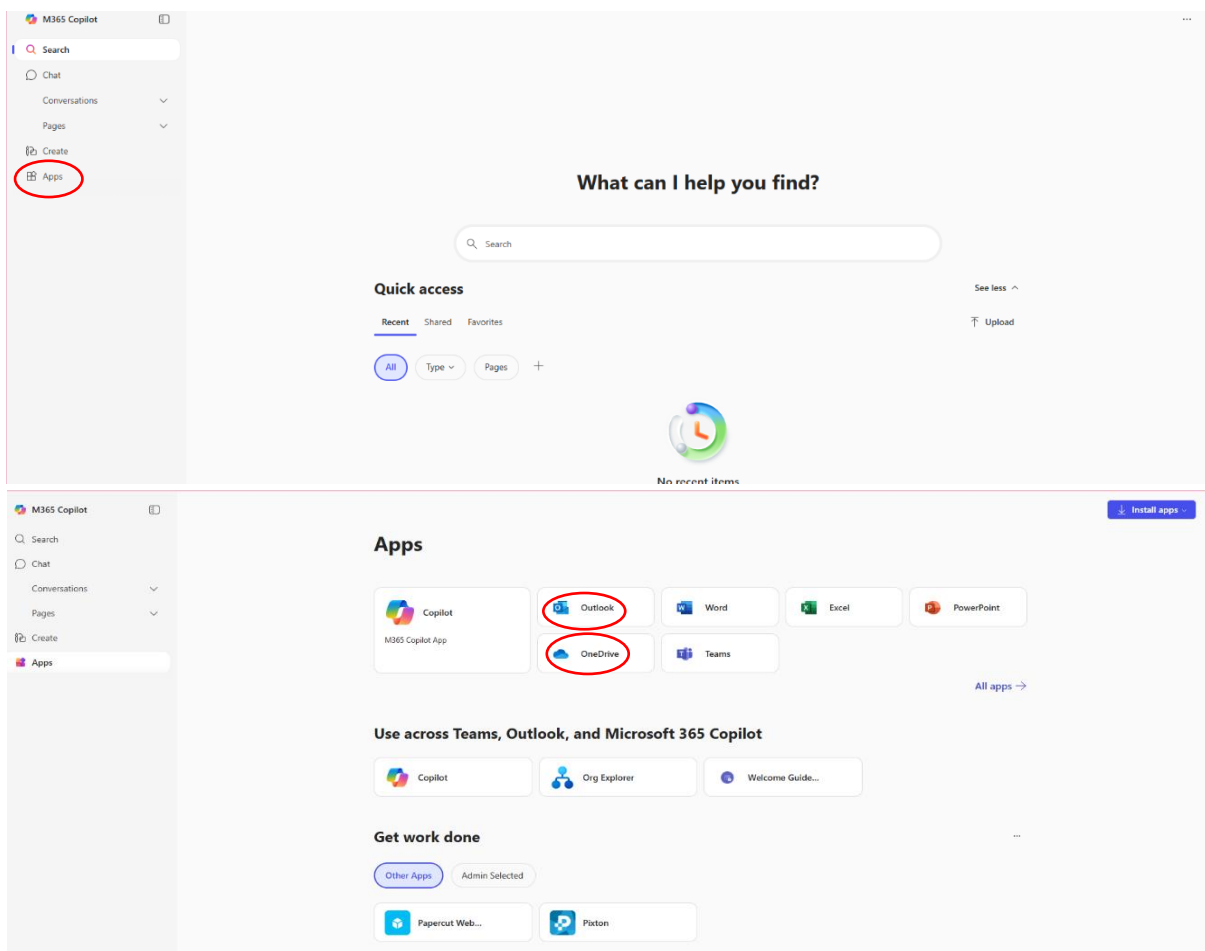 M365 Copilot
...
Search
Chat
Conversations
Pages
Create
Apps
What can I help you find?
Search
Quick access
See less
Recent Shared Favorites
Upload
All Type Pages +
No recent items
M365 Copilot
Install apps
Search
Chat
Conversations
Pages
Create
Apps
Apps
Copilot
M365 Copilot App
Outlook Word Excel PowerPoint
OneDrive Teams
All apps →
Use across Teams, Outlook, and Microsoft 365 Copilot
Copilot Org Explorer Welcome Guide...
Get work done
...
Other Apps Admin Selected
Papercut Web... Pixton